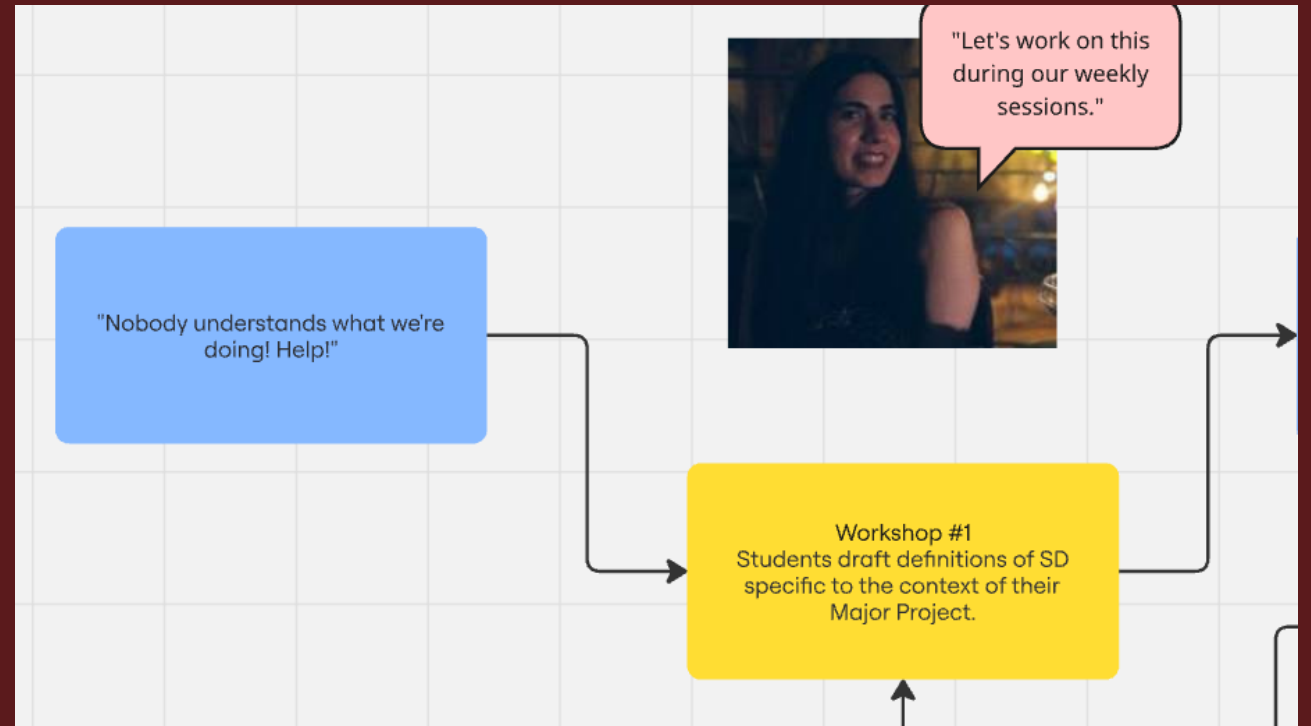 "Let's work on this
during our weekly
sessions."
"Nobody understands what we're
doing! Help!"
Workshop #1
Students draft definitions of SD
specific to the context of their
Major Project.